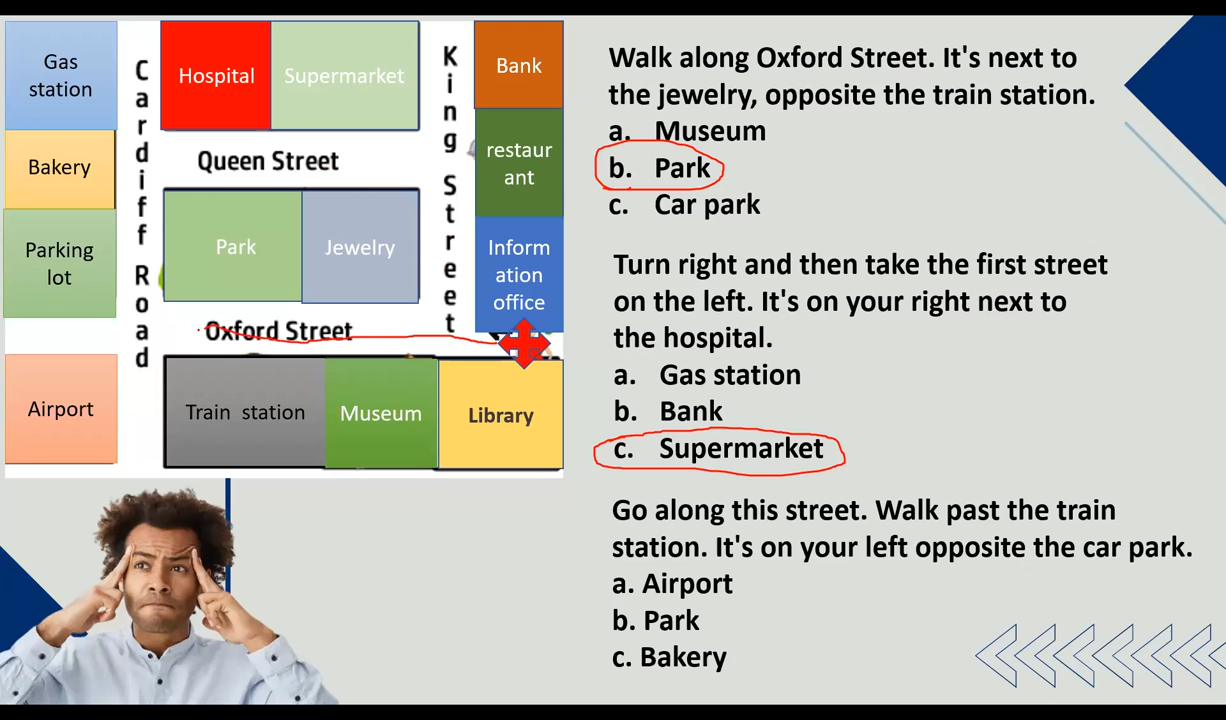 Gas
station
Bakery
Parking
lot
Airport
Cardiff Road
Hospital
Supermarket
Queen Street
Park
Jewelry
Oxford Street
Train station
Museum
Library
King Street
Bank
restaur
ant
Inform
ation
office
Walk along Oxford Street. It's next to
the jewelry, opposite the train station.
a. Museum
b. Park
c. Car park
Turn right and then take the first street
on the left. It's on your right next to
the hospital.
a. Gas station
b. Bank
c. Supermarket
Go along this street. Walk past the train
station. It's on your left opposite the car park.
a. Airport
b. Park
c. Bakery